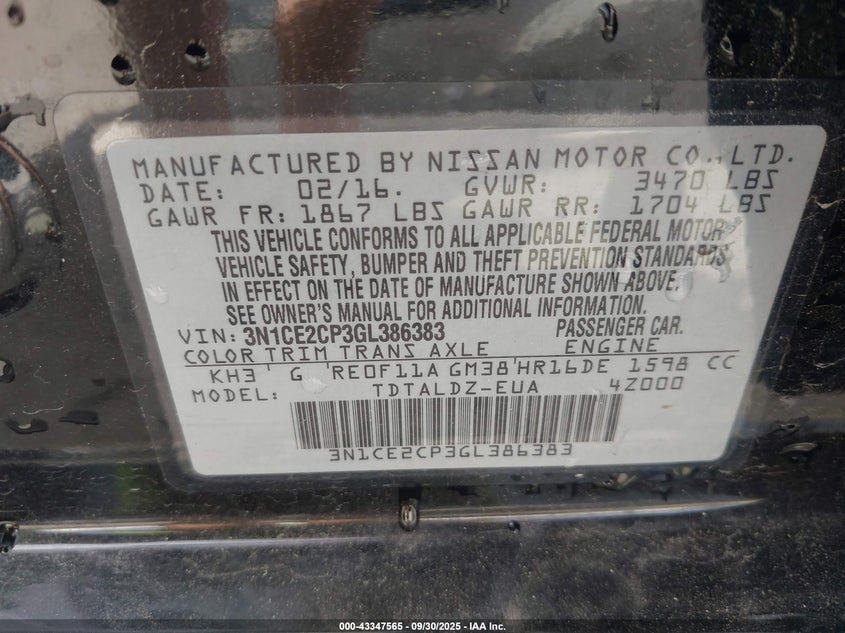 MANUFACTURED BY NISSAN MOTOR CO., LTD.
DATE: 02/16. GVWR: 3470 LBS
GAWR FR: 1867 LBS GAWR RR: 1704 LBS
THIS VEHICLE CONFORMS TO ALL APPLICABLE FEDERAL MOTOR
VEHICLE SAFETY, BUMPER AND THEFT PREVENTION STANDARDS
IN EFFECT ON THE DATE OF MANUFACTURE SHOWN ABOVE.
SEE OWNER'S MANUAL FOR ADDITIONAL INFORMATION.
VIN: 3N1CE2CP3GL386383 PASSENGER CAR.
COLOR TRIM TRANS AXLE ENGINE
KH3 G RE0F11A GM38 HR16DE 1598 CC
MODEL: TDTALDZ-EUA 4Z000
3N1CE2CP3GL386383
000-43347565 - 09/30/2025 - IAA Inc.